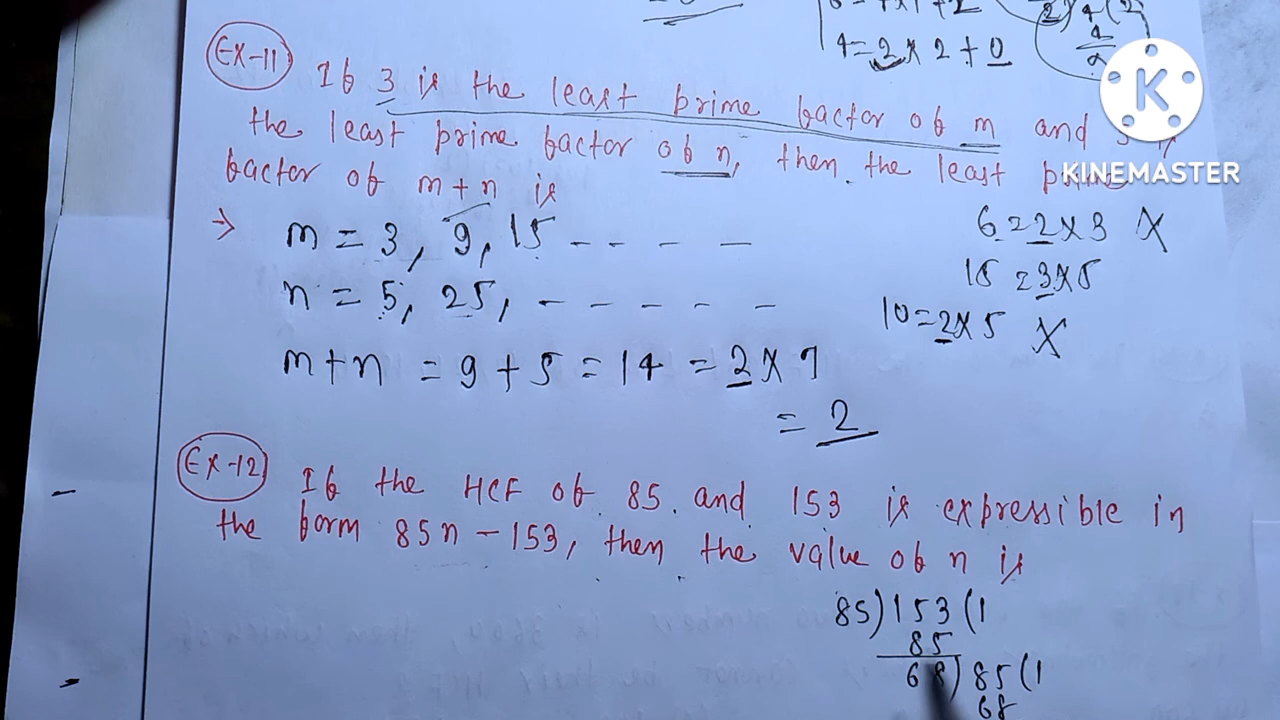 4 = 2 × 2 + 0
EX-11 If 3 is the least prime factor of m and 5 is
the least prime factor of n, then the least prime
factor of m+n is
KINEMASTER
→ m = 3, 9, 15 - - - -
n = 5, 25, - - - - -
m+n = 9 + 5 = 14 = 2 × 7
= 2
6 = 2 × 3 X
15 = 3 × 5
10 = 2 × 5 X
EX-12 If the HCF of 85 and 153 is expressible in
the form 85n - 153, then the value of n is
85) 153 (1
85
68) 85 (1
68